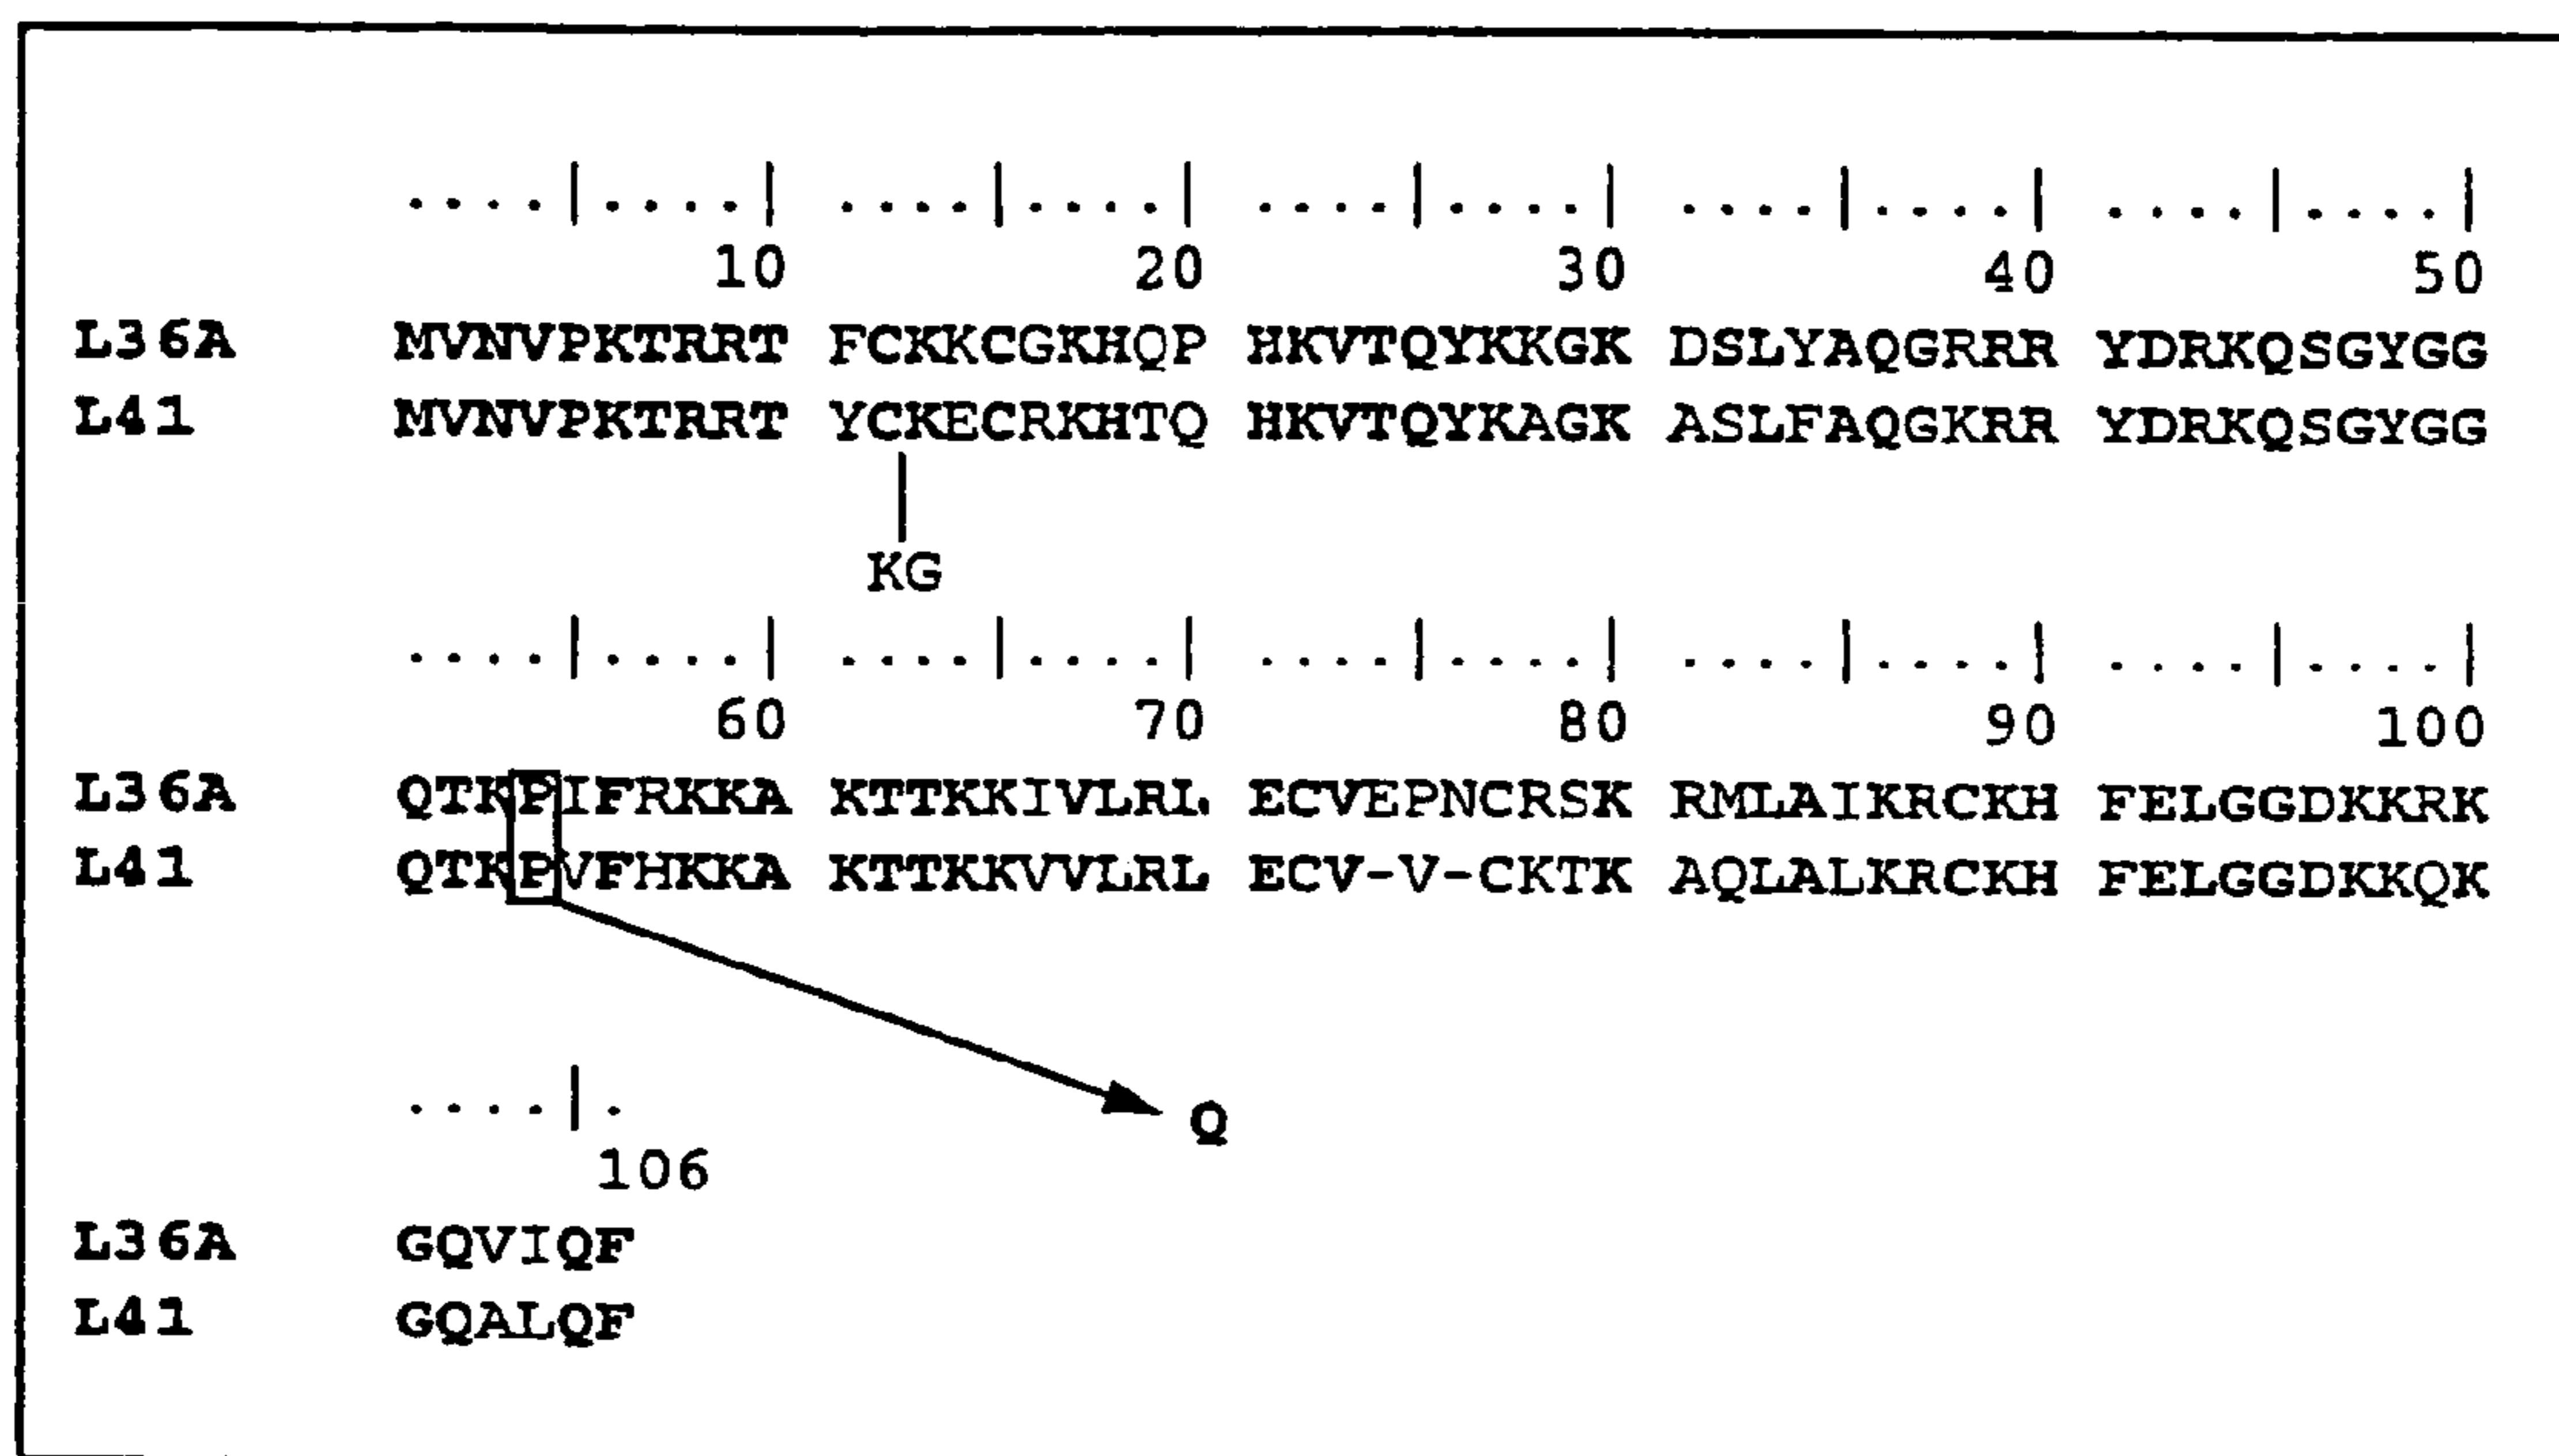 ....|....| ....|....| ....|....| ....|....| ....|....|
10 20 30 40 50
L36A MVNVPKTRRT FCKKCGKHQP HKVTQYKKGK DSLYAQGRRR YDRKQSGYGG
L41 MVNVPKTRRT YCKECRKHTQ HKVTQYKAGK ASLFAQGKRR YDRKQSGYGG
KG
....|....| ....|....| ....|....| ....|....| ....|....|
60 70 80 90 100
L36A QTKPIFRKKA KTTKKIVLRL ECVEPNCRSK RMLAIKRCKH FELGGDKKRK
L41 QTKPVFHKKA KTTKKVVLRL ECV-V-CKTK AQLALKRCKH FELGGDKKQK
....|.
Q
106
L36A GQVIQF
L41 GQALQF